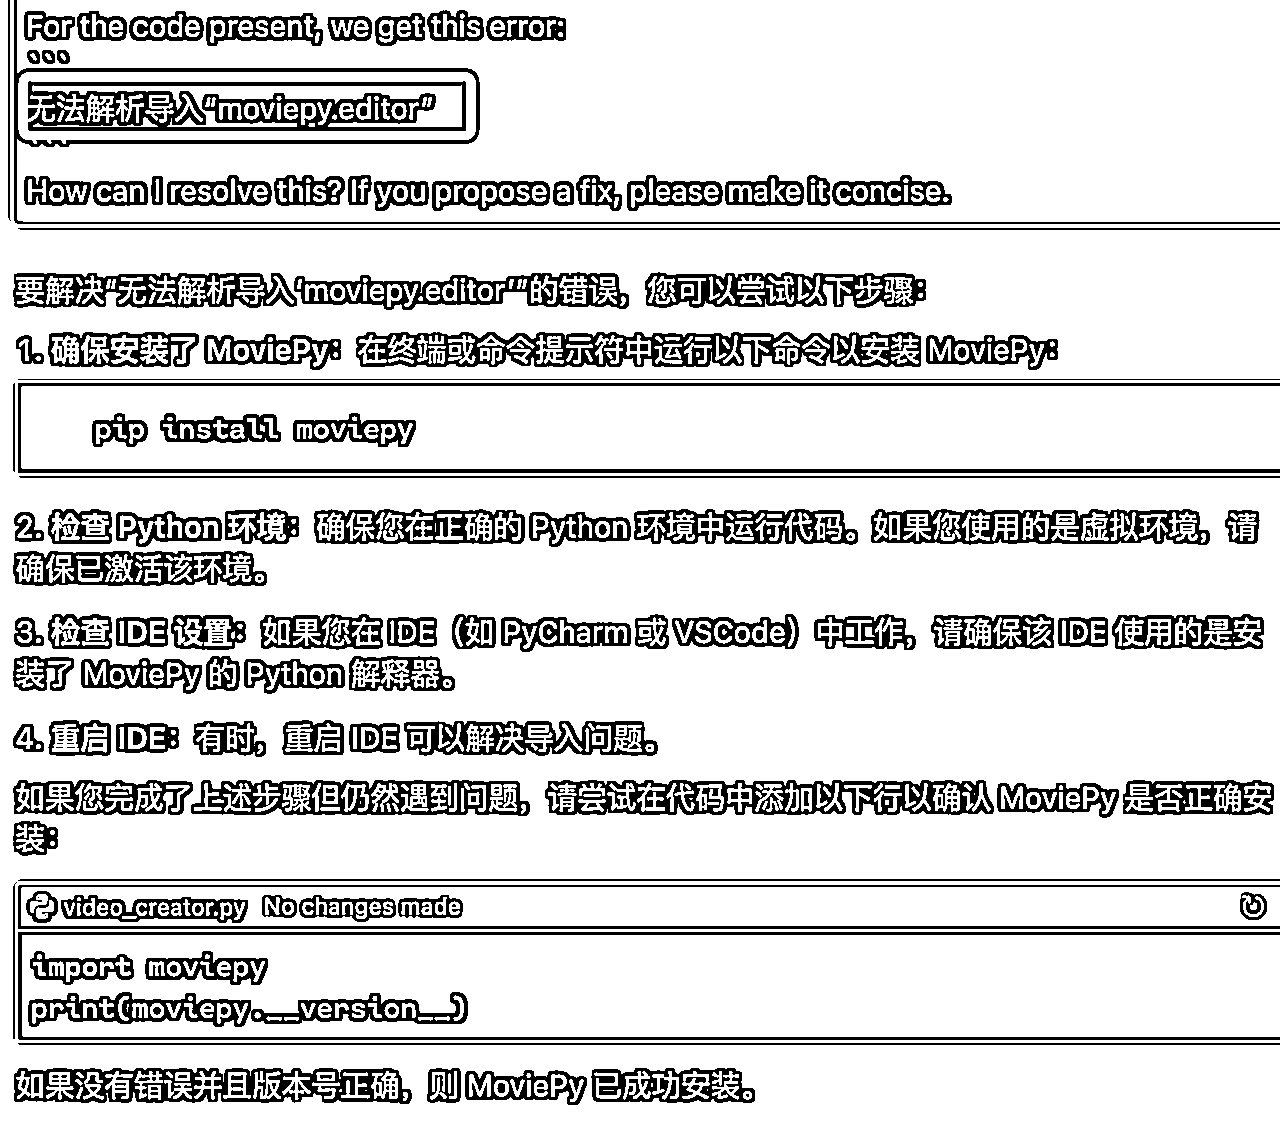 For the code present, we get this error:
```
无法解析导入“moviepy.editor”
```
How can I resolve this? If you propose a fix, please make it concise.
要解决“无法解析导入‘moviepy.editor’”的错误，您可以尝试以下步骤：
1. 确保安装了 MoviePy：在终端或命令提示符中运行以下命令以安装 MoviePy：
pip install moviepy
2. 检查 Python 环境：确保您在正确的 Python 环境中运行代码。如果您使用的是虚拟环境，请
确保已激活该环境。
3. 检查 IDE 设置：如果您在 IDE（如 PyCharm 或 VSCode）中工作，请确保该 IDE 使用的是安
装了 MoviePy 的 Python 解释器。
4. 重启 IDE：有时，重启 IDE 可以解决导入问题。
如果您完成了上述步骤但仍然遇到问题，请尝试在代码中添加以下行以确认 MoviePy 是否正确安
装：
video_creator.py No changes made
import moviepy
print(moviepy.__version__)
如果没有错误并且版本号正确，则 MoviePy 已成功安装。